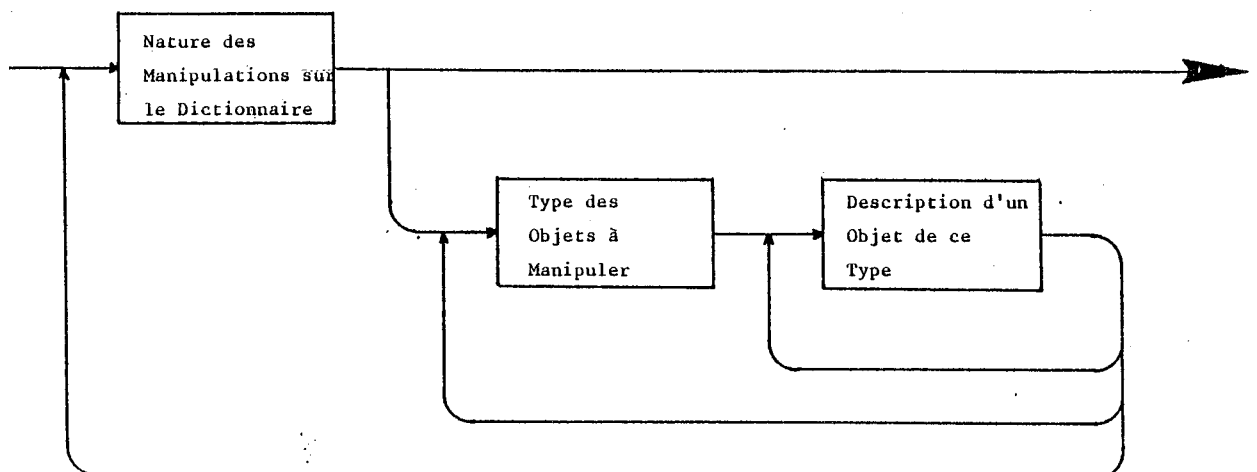 Nature des
Manipulations sur
le Dictionnaire
Type des
Objets à
Manipuler
Description d'un
Objet de ce
Type